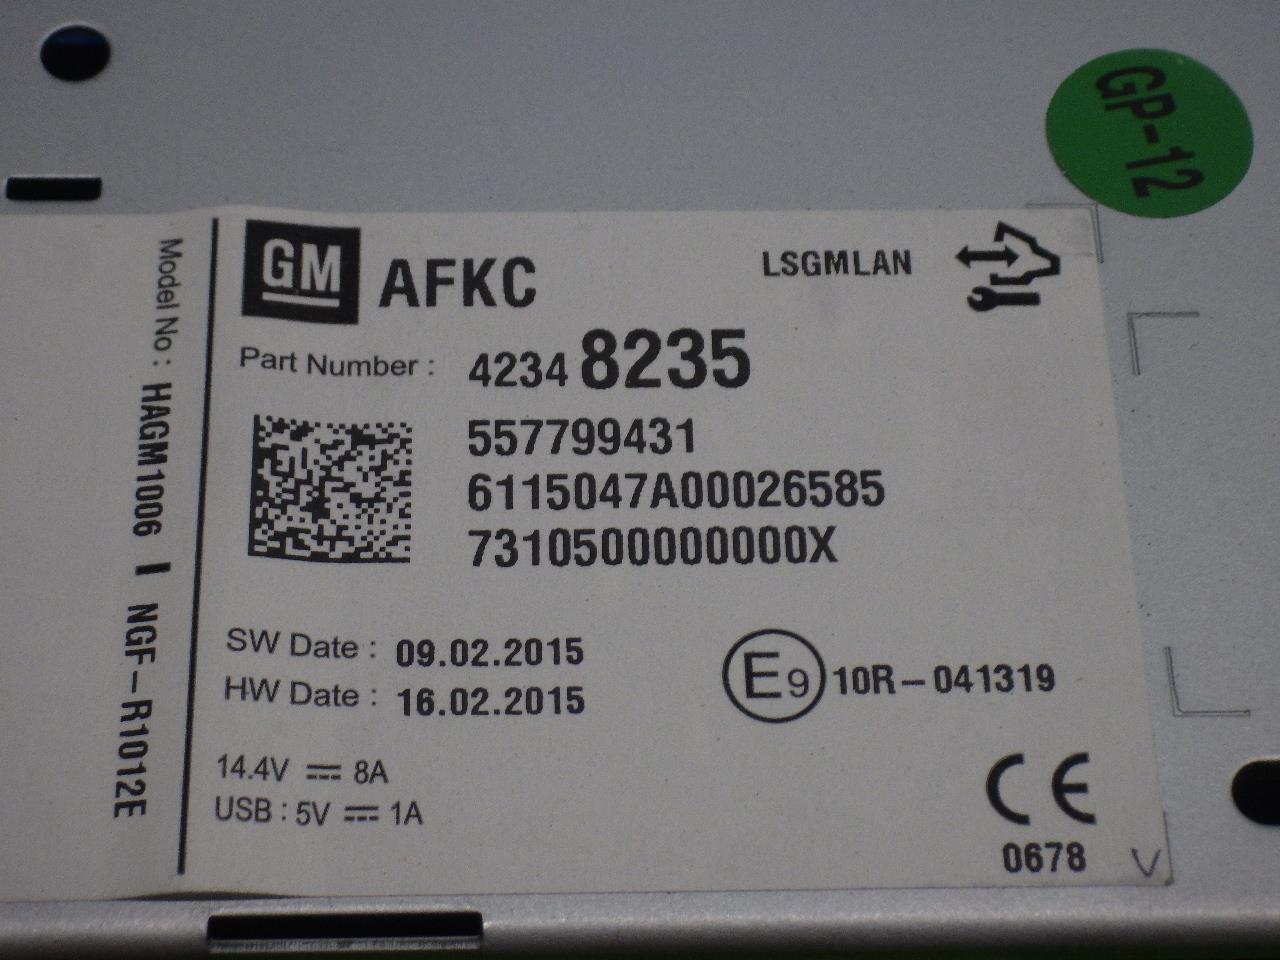 GP-12
GM AFKC LSGMLAN
Part Number : 4234 8235
557799431
6115047A00026585
7310500000000X
SW Date : 09.02.2015
HW Date : 16.02.2015
E9 10R-041319
14.4V ⎓ 8A
USB : 5V ⎓ 1A
CE
0678
V
Model No : HAGM1006 I NGF-R1012E